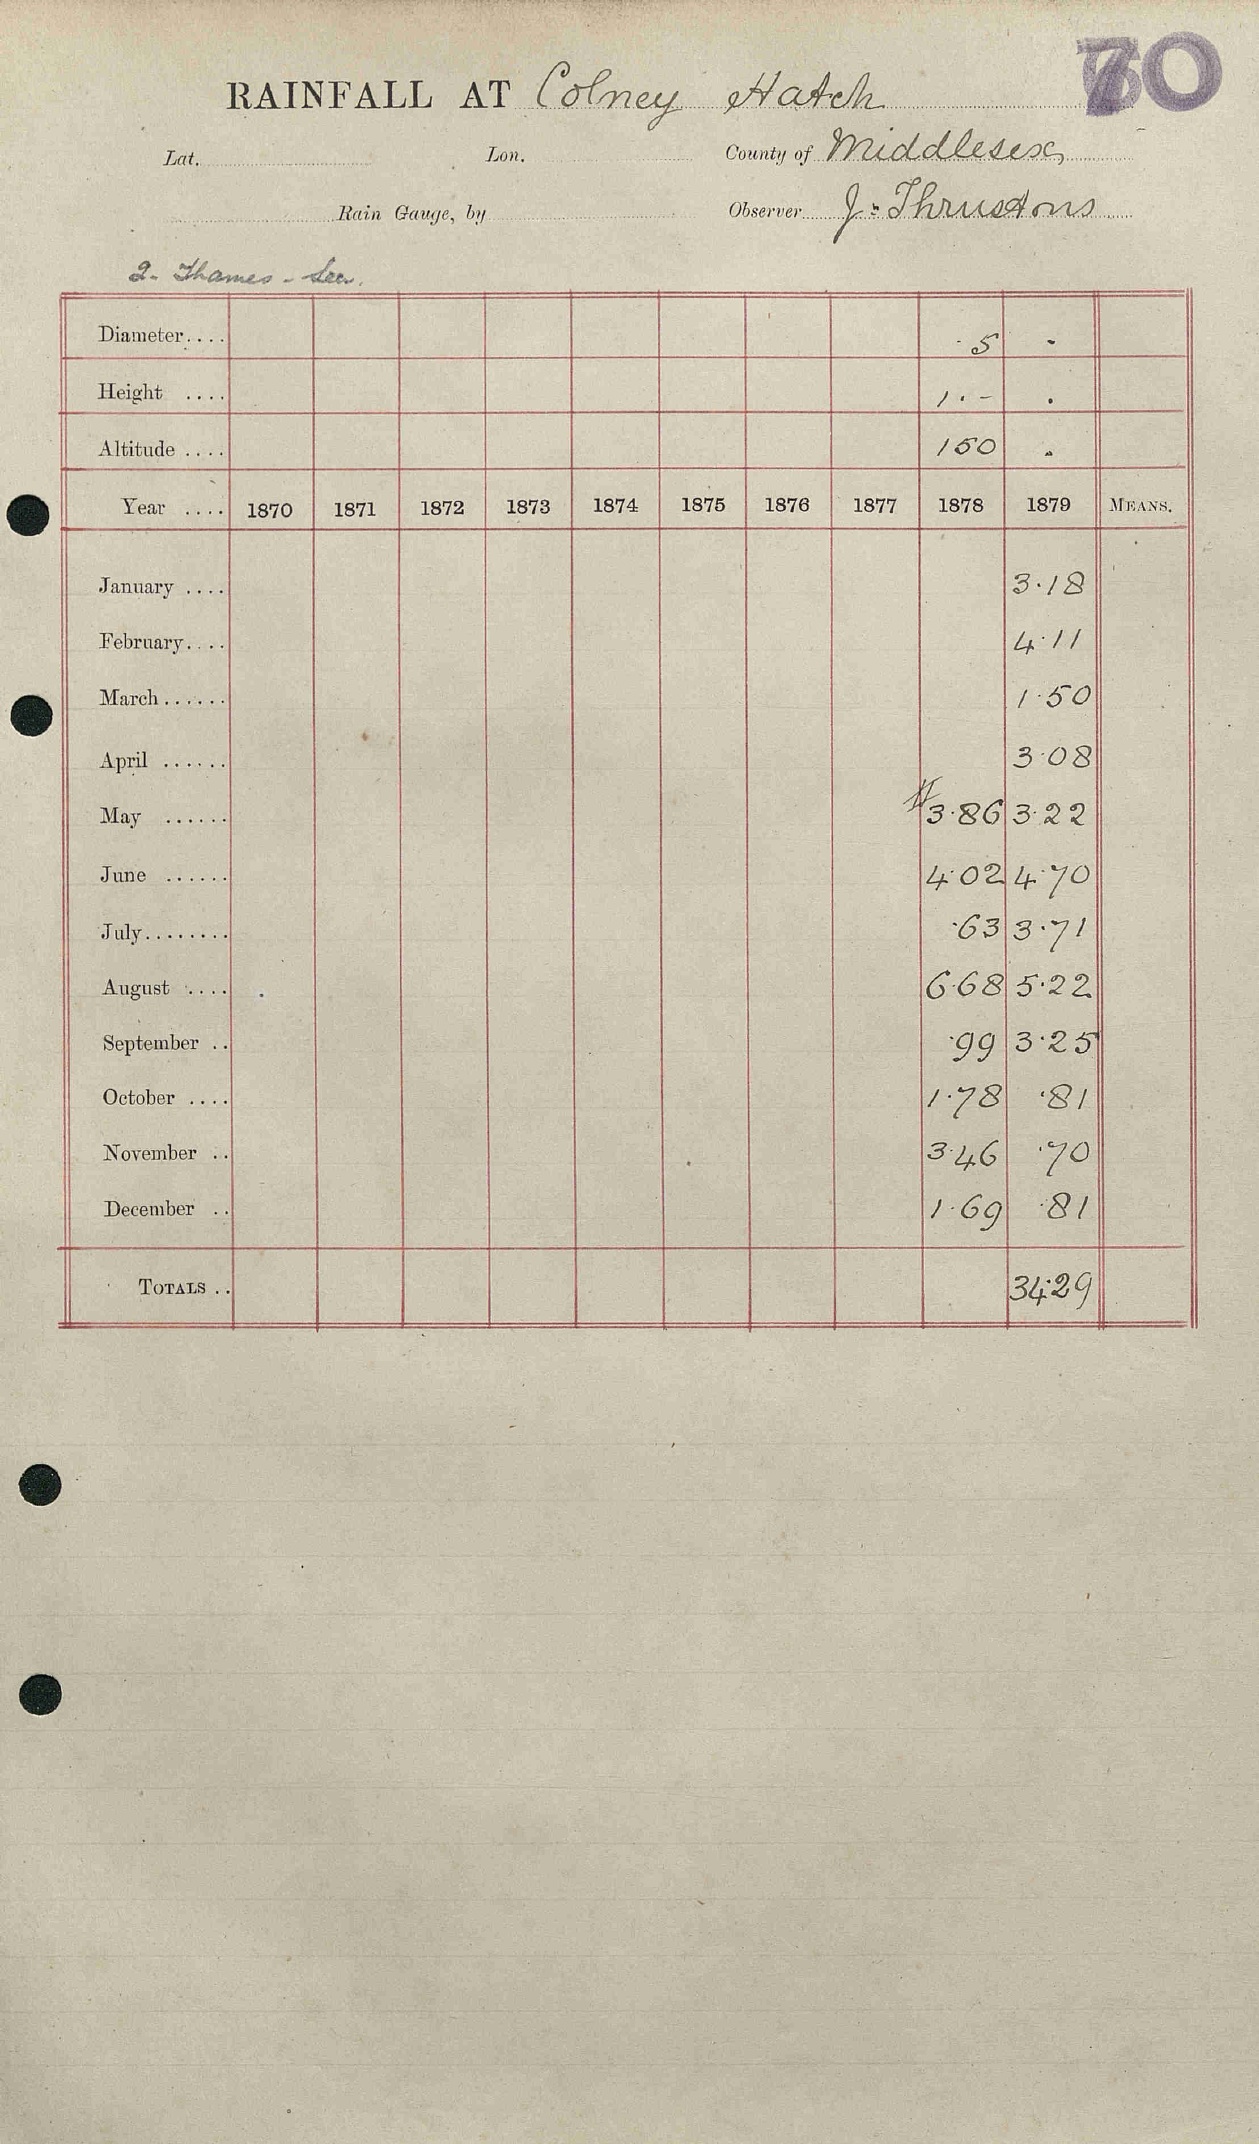 70
RAINFALL AT Colney Hatch
Lat. Lon. County of Middlesex
Rain Gauge, by Observer J. Thrustons
2. Thames - Lea.
Diameter.... 5 .
Height .... 1 . - .
Altitude .... 150 .
Year .... 1870 1871 1872 1873 1874 1875 1876 1877 1878 1879 MEANS.
January .... 3.18
February.... 4.11
March...... 1.50
April ...... 3.08
May ...... #3.86 3.22
June ...... 4.02 4.70
July........ .63 3.71
August .... 6.68 5.22
September .. .99 3.25
October .... 1.78 .81
November .. 3.46 .70
December .. 1.69 .81
TOTALS .. 34.29